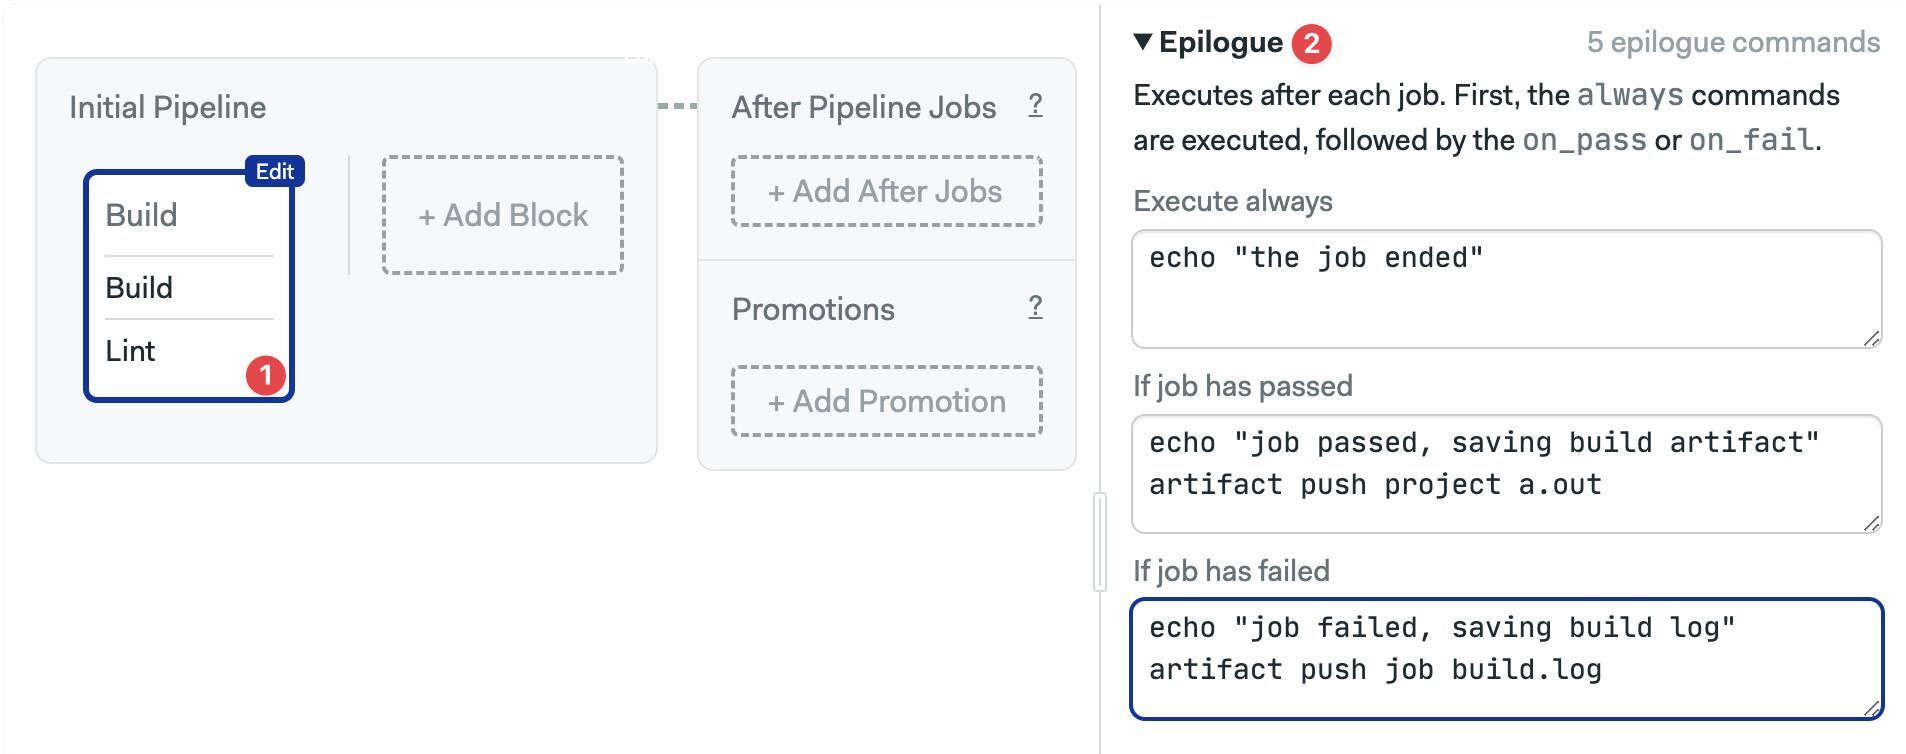 Initial Pipeline
Edit
Build
Build
Lint
1
+ Add Block
After Pipeline Jobs ?
+ Add After Jobs
Promotions ?
+ Add Promotion
▼ Epilogue 2 5 epilogue commands
Executes after each job. First, the always commands
are executed, followed by the on_pass or on_fail.
Execute always
echo "the job ended"
If job has passed
echo "job passed, saving build artifact"
artifact push project a.out
If job has failed
echo "job failed, saving build log"
artifact push job build.log